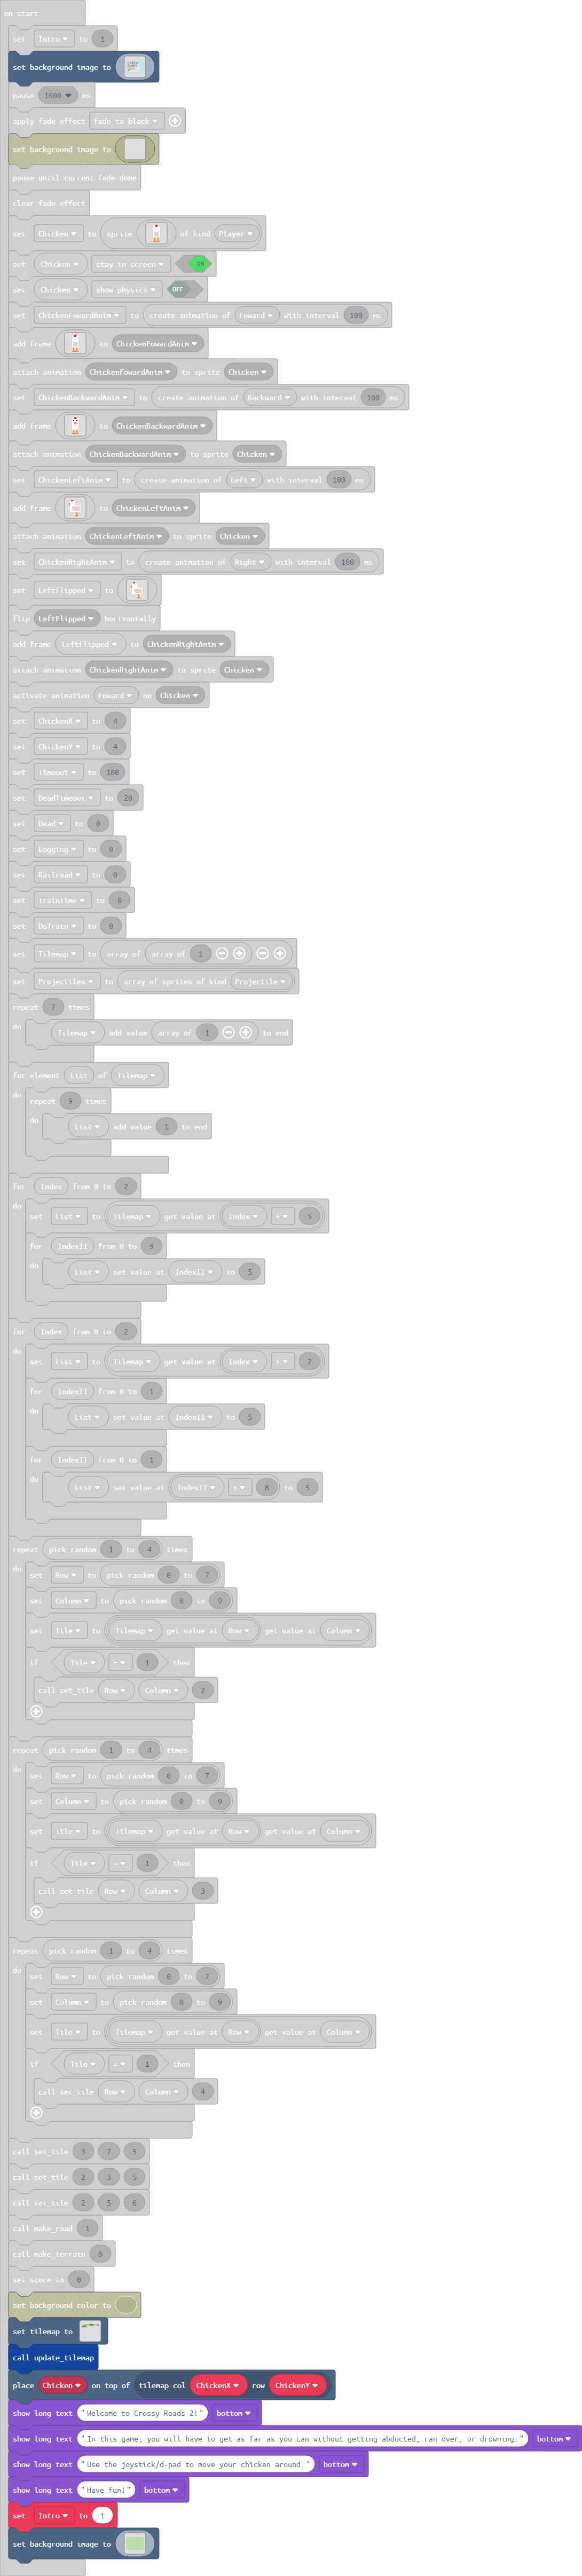 on start
set Intro to 1
set background image to
pause 1000 ms
apply fade effect fade to black
set background image to
pause until current fade done
clear fade effect
set Chicken to sprite of kind Player
set Chicken stay in screen ON
set Chicken show physics OFF
set ChickenFowardAnim to create animation of Foward with interval 100 ms
add frame to ChickenFowardAnim
attach animation ChickenFowardAnim to sprite Chicken
set ChickenBackwardAnim to create animation of Backward with interval 100 ms
add frame to ChickenBackwardAnim
attach animation ChickenBackwardAnim to sprite Chicken
set ChickenLeftAnim to create animation of Left with interval 100 ms
add frame to ChickenLeftAnim
attach animation ChickenLeftAnim to sprite Chicken
set ChickenRightAnim to create animation of Right with interval 100 ms
set LeftFlipped to
flip LeftFlipped horizontally
add frame LeftFlipped to ChickenRightAnim
attach animation ChickenRightAnim to sprite Chicken
activate animation Foward on Chicken
set ChickenX to 4
set ChickenY to 4
set Timeout to 100
set DeadTimeout to 20
set Dead to 0
set Logging to 0
set Railroad to 0
set TrainTime to 0
set DoTrain to 0
set Tilemap to array of array of 1
set Projectiles to array of sprites of kind Projectile
repeat 7 times
do Tilemap add value array of 1 to end
for element List of Tilemap
do repeat 9 times
do List add value 1 to end
for Index from 0 to 2
do set List to Tilemap get value at Index + 5
for IndexII from 0 to 9
do List set value at IndexII to 5
for Index from 0 to 2
do set List to Tilemap get value at Index + 2
for IndexII from 0 to 1
do List set value at IndexII to 5
for IndexII from 0 to 1
do List set value at IndexII + 8 to 5
repeat pick random 1 to 4 times
do set Row to pick random 0 to 7
set Column to pick random 0 to 9
set Tile to Tilemap get value at Row get value at Column
if Tile = 1 then
call set_tile Row Column 2
repeat pick random 1 to 4 times
do set Row to pick random 0 to 7
set Column to pick random 0 to 9
set Tile to Tilemap get value at Row get value at Column
if Tile = 1 then
call set_tile Row Column 3
repeat pick random 1 to 4 times
do set Row to pick random 0 to 7
set Column to pick random 0 to 9
set Tile to Tilemap get value at Row get value at Column
if Tile = 1 then
call set_tile Row Column 4
call set_tile 3 7 5
call set_tile 2 3 5
call set_tile 2 5 6
call make_road 1
call make_terrain 0
set score to 0
set background color to
set tilemap to
call update_tilemap
place Chicken on top of tilemap col ChickenX row ChickenY
show long text "Welcome to Crossy Roads 2!" bottom
show long text "In this game, you will have to get as far as you can without getting abducted, ran over, or drowning." bottom
show long text "Use the joystick/d-pad to move your chicken around." bottom
show long text "Have fun!" bottom
set Intro to 1
set background image to